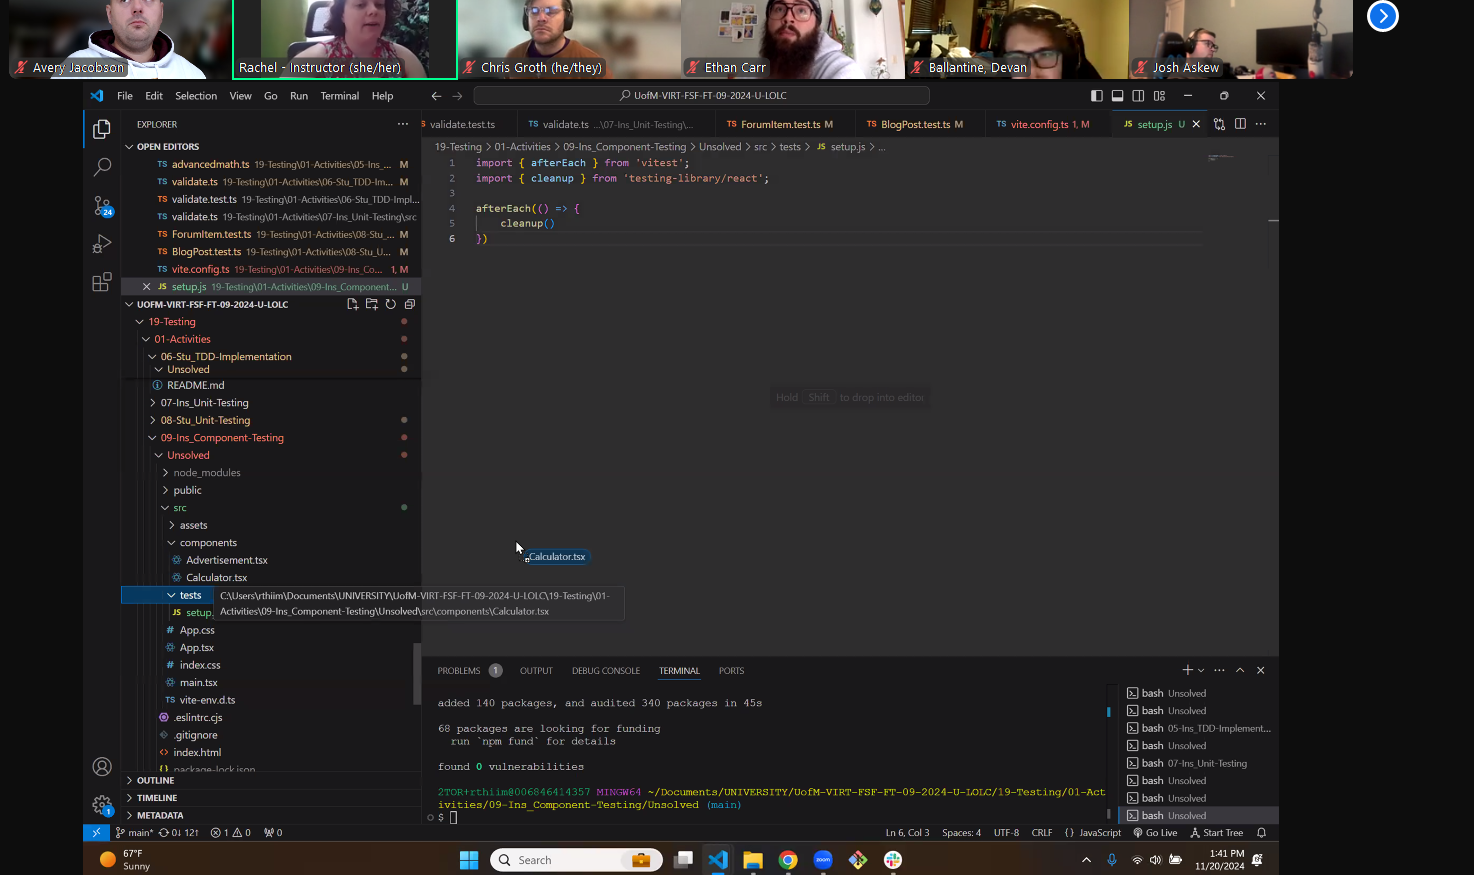 Avery Jacobson
Rachel - Instructor (she/her)
Chris Groth (he/they)
Ethan Carr
Ballantine, Devan
Josh Askew
File Edit Selection View Go Run Terminal Help
UofM-VIRT-FSF-FT-09-2024-U-LOLC
EXPLORER
validate.test.ts
validate.ts ...\07-Ins_Unit-Testing\...
ForumItem.test.ts M
BlogPost.test.ts M
vite.config.ts 1, M
setup.js U
OPEN EDITORS
advancedmath.ts 19-Testing\01-Activities\05-Ins_... M
validate.ts 19-Testing\01-Activities\06-Stu_TDD-Im... M
validate.test.ts 19-Testing\01-Activities\06-Stu_TDD-Impl...
validate.ts 19-Testing\01-Activities\07-Ins_Unit-Testing\src
ForumItem.test.ts 19-Testing\01-Activities\08-Stu_... M
BlogPost.test.ts 19-Testing\01-Activities\08-Stu_U... M
vite.config.ts 19-Testing\01-Activities\09-Ins_Co... 1, M
setup.js 19-Testing\01-Activities\09-Ins_Component... U
UOFM-VIRT-FSF-FT-09-2024-U-LOLC
19-Testing
01-Activities
06-Stu_TDD-Implementation
Unsolved
README.md
07-Ins_Unit-Testing
08-Stu_Unit-Testing
09-Ins_Component-Testing
Unsolved
node_modules
public
src
assets
components
Advertisement.tsx
Calculator.tsx
tests
setup.
App.css
App.tsx
index.css
main.tsx
vite-env.d.ts
.eslintrc.cjs
.gitignore
index.html
package-lock.json
OUTLINE
TIMELINE
METADATA
19-Testing > 01-Activities > 09-Ins_Component-Testing > Unsolved > src > tests > JS setup.js > ...
1 import { afterEach } from 'vitest';
2 import { cleanup } from 'testing-library/react';
3
4 afterEach(() => {
5 cleanup()
6 })
Hold Shift to drop into editor
Calculator.tsx
C:\Users\rthiim\Documents\UNIVERSITY\UofM-VIRT-FSF-FT-09-2024-U-LOLC\19-Testing\01-
Activities\09-Ins_Component-Testing\Unsolved\src\components\Calculator.tsx
PROBLEMS 1 OUTPUT DEBUG CONSOLE TERMINAL PORTS
added 140 packages, and audited 340 packages in 45s
68 packages are looking for funding
run `npm fund` for details
found 0 vulnerabilities
2TOR+rthiim@006846414357 MINGW64 ~/Documents/UNIVERSITY/UofM-VIRT-FSF-FT-09-2024-U-LOLC/19-Testing/01-Act
ivities/09-Ins_Component-Testing/Unsolved (main)
$
bash Unsolved
bash Unsolved
bash 05-Ins_TDD-Implement...
bash Unsolved
bash 07-Ins_Unit-Testing
bash Unsolved
bash Unsolved
bash Unsolved
main* 0↓ 12↑ 1 0 0
Ln 6, Col 3 Spaces: 4 UTF-8 CRLF {} JavaScript Go Live Start Tree
67°F
Sunny
Search
zoom
1:41 PM
11/20/2024
24
1